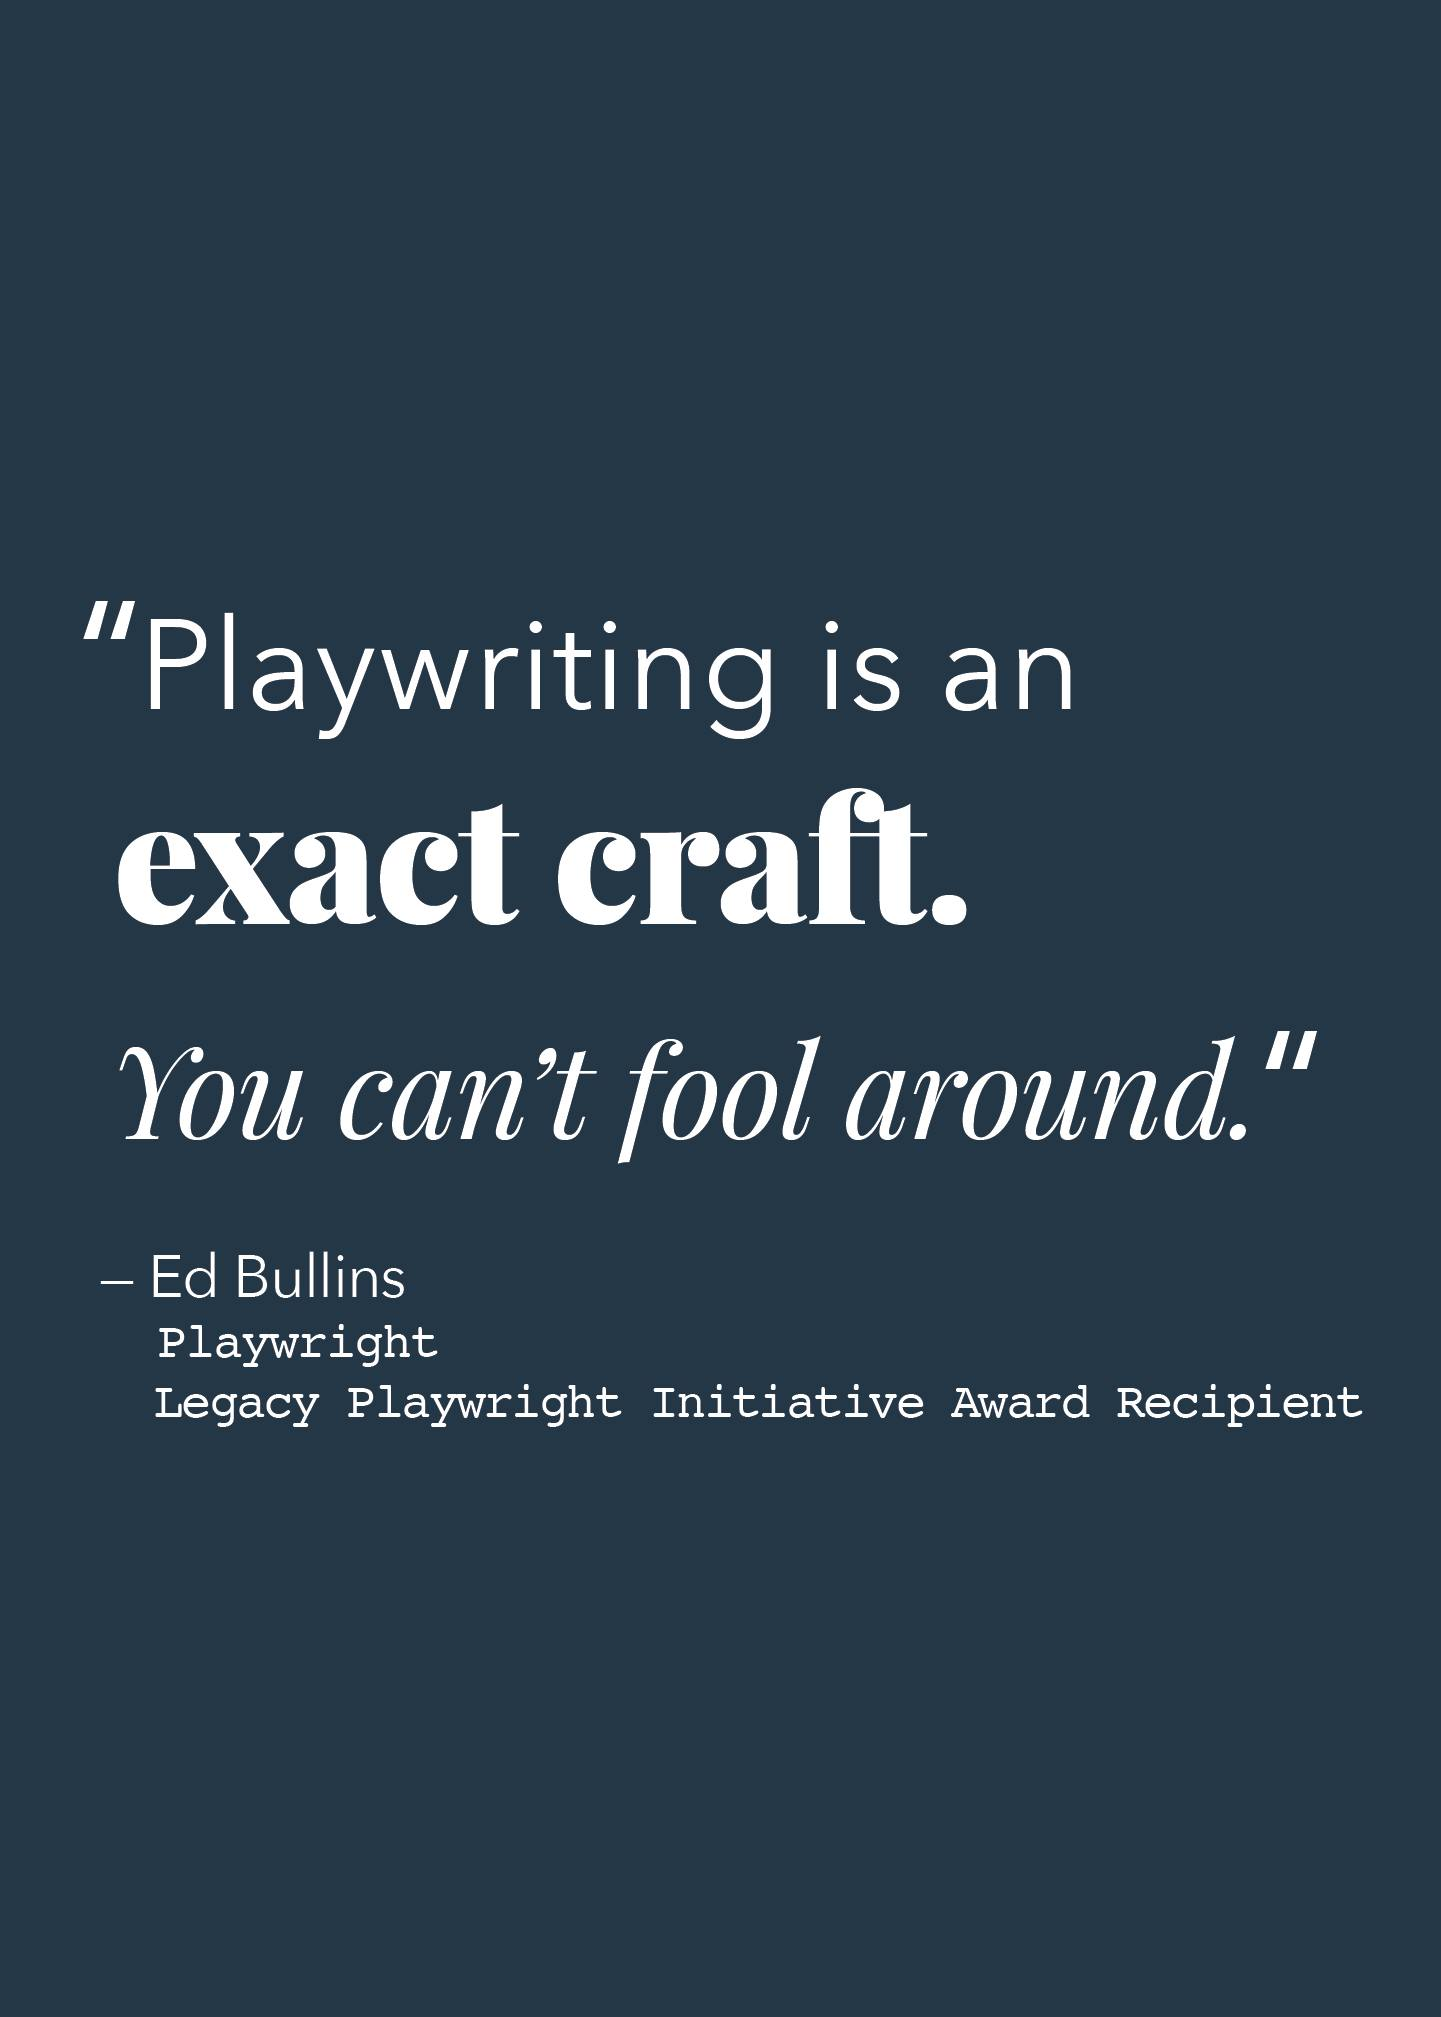 "Playwriting is an
exact craft.
You can’t fool around."
– Ed Bullins
Playwright
Legacy Playwright Initiative Award Recipient